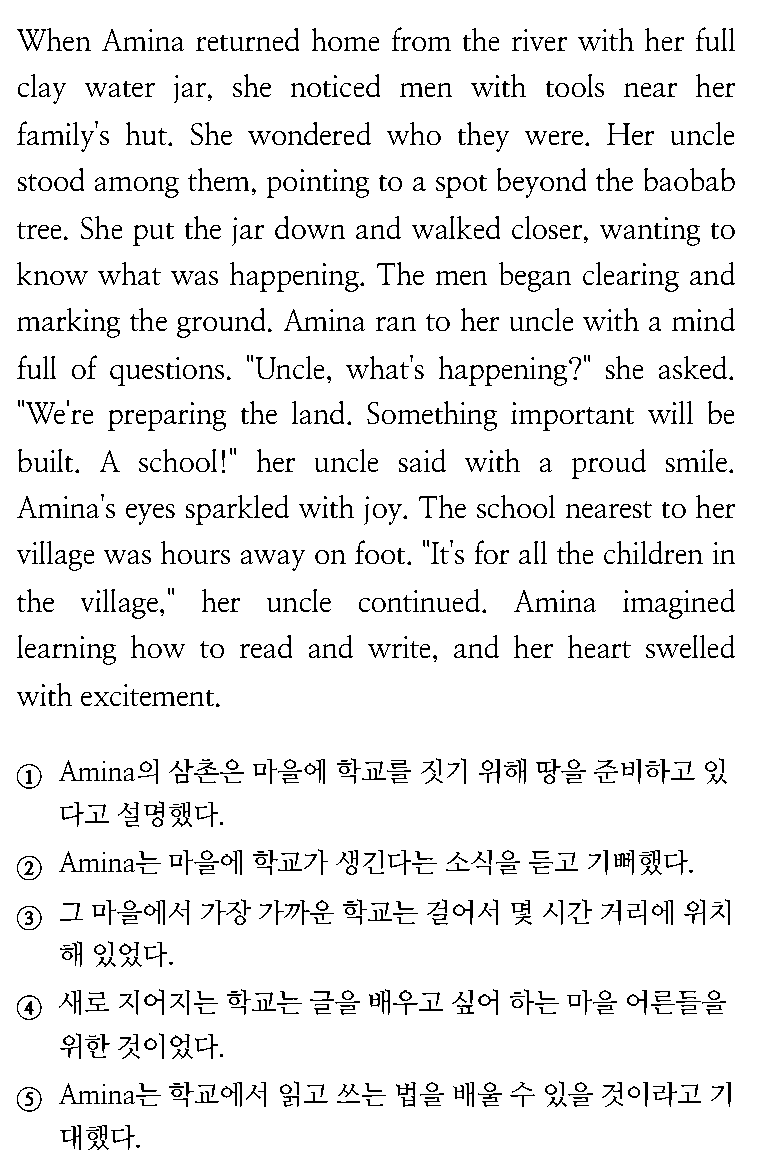 When Amina returned home from the river with her full
clay water jar, she noticed men with tools near her
family's hut. She wondered who they were. Her uncle
stood among them, pointing to a spot beyond the baobab
tree. She put the jar down and walked closer, wanting to
know what was happening. The men began clearing and
marking the ground. Amina ran to her uncle with a mind
full of questions. "Uncle, what's happening?" she asked.
"We're preparing the land. Something important will be
built. A school!" her uncle said with a proud smile.
Amina's eyes sparkled with joy. The school nearest to her
village was hours away on foot. "It's for all the children in
the village," her uncle continued. Amina imagined
learning how to read and write, and her heart swelled
with excitement.
① Amina의 삼촌은 마을에 학교를 짓기 위해 땅을 준비하고 있
다고 설명했다.
② Amina는 마을에 학교가 생긴다는 소식을 듣고 기뻐했다.
③ 그 마을에서 가장 가까운 학교는 걸어서 몇 시간 거리에 위치
해 있었다.
④ 새로 지어지는 학교는 글을 배우고 싶어 하는 마을 어른들을
위한 것이었다.
⑤ Amina는 학교에서 읽고 쓰는 법을 배울 수 있을 것이라고 기
대했다.